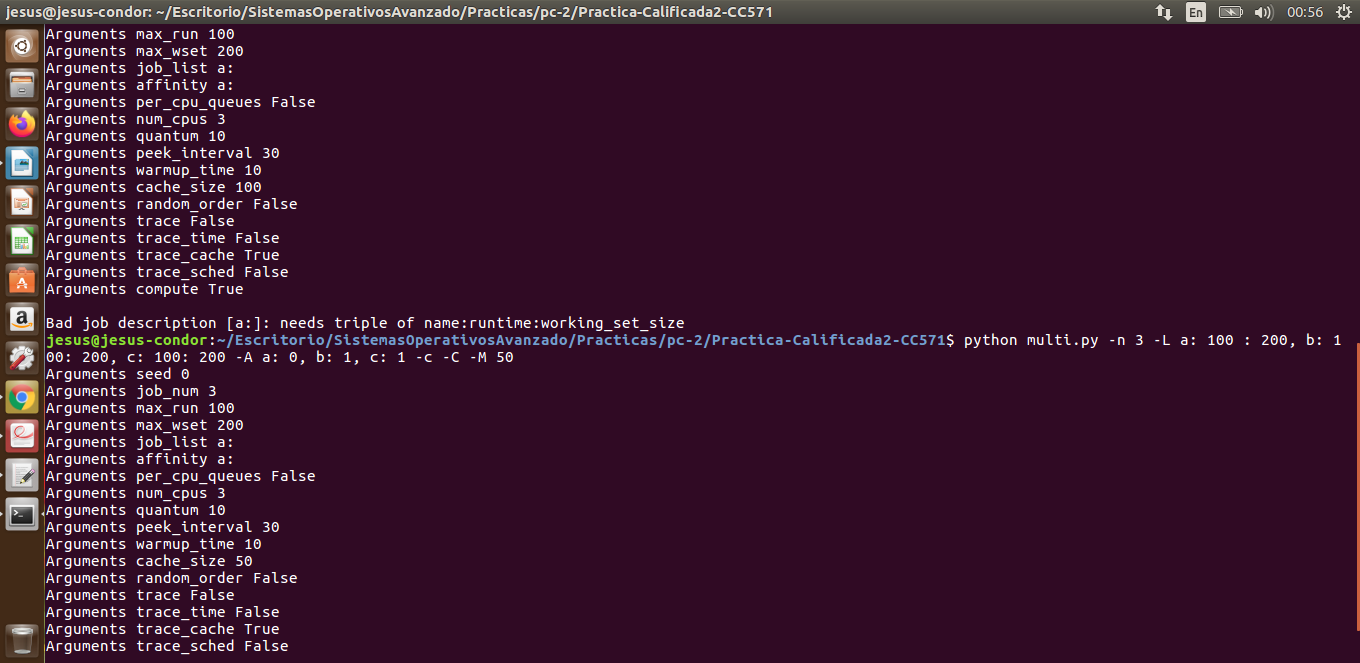 jesus@jesus-condor: ~/Escritorio/SistemasOperativosAvanzado/Practicas/pc-2/Practica-Calificada2-CC571
En
00:56
Arguments max_run 100
Arguments max_wset 200
Arguments job_list a:
Arguments affinity a:
Arguments per_cpu_queues False
Arguments num_cpus 3
Arguments quantum 10
Arguments peek_interval 30
Arguments warmup_time 10
Arguments cache_size 100
Arguments random_order False
Arguments trace False
Arguments trace_time False
Arguments trace_cache True
Arguments trace_sched False
Arguments compute True
Bad job description [a:]: needs triple of name:runtime:working_set_size
jesus@jesus-condor:~/Escritorio/SistemasOperativosAvanzado/Practicas/pc-2/Practica-Calificada2-CC571$ python multi.py -n 3 -L a: 100 : 200, b: 1
00: 200, c: 100: 200 -A a: 0, b: 1, c: 1 -c -C -M 50
Arguments seed 0
Arguments job_num 3
Arguments max_run 100
Arguments max_wset 200
Arguments job_list a:
Arguments affinity a:
Arguments per_cpu_queues False
Arguments num_cpus 3
Arguments quantum 10
Arguments peek_interval 30
Arguments warmup_time 10
Arguments cache_size 50
Arguments random_order False
Arguments trace False
Arguments trace_time False
Arguments trace_cache True
Arguments trace_sched False